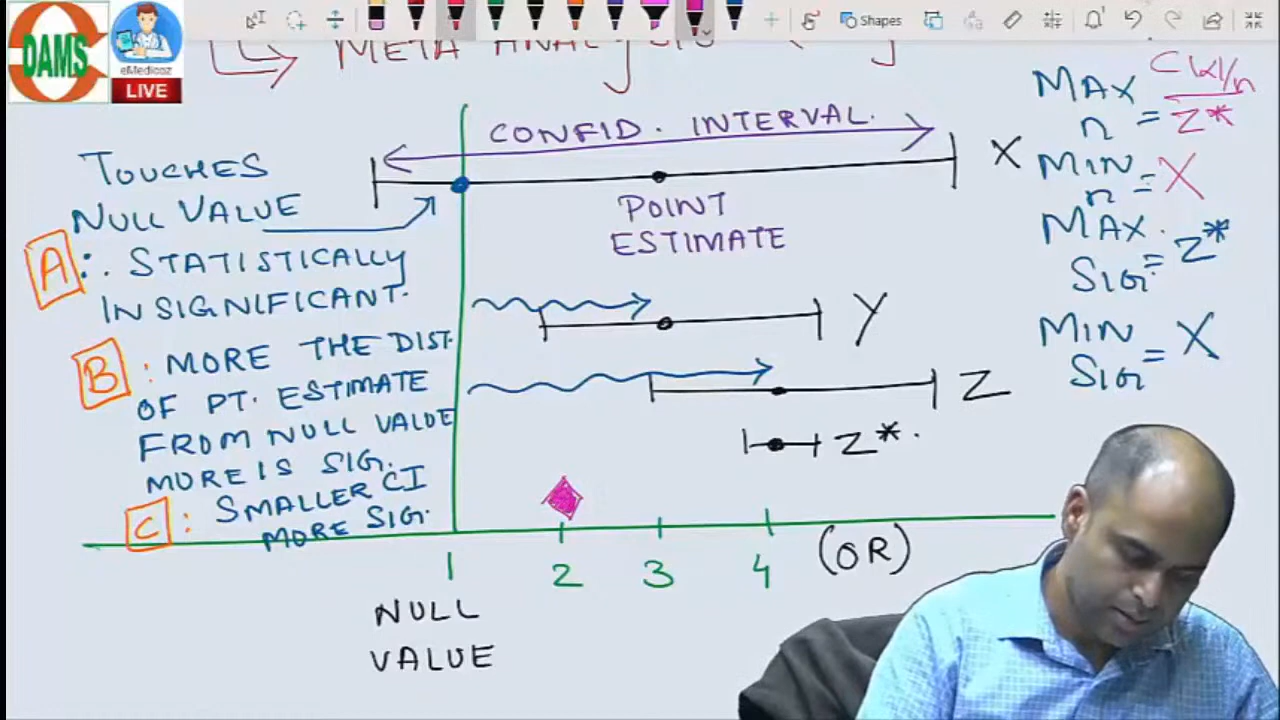 DAMS
eMedicoz
LIVE
Shapes
META ANALYSIS
CONFID. INTERVAL.
X
TOUCHES
NULL VALUE
A ∴ STATISTICALLY
INSIGNIFICANT.
POINT
ESTIMATE
Y
B : MORE THE DIST.
OF PT. ESTIMATE
FROM NULL VALUE
MORE IS SIG.
Z
Z*.
C : SMALLER CI
MORE SIG.
1 2 3 4 (OR)
NULL
VALUE
MAX
n = Z*
MIN
n = X
MAX.
SIG. = Z*
MIN
SIG = X